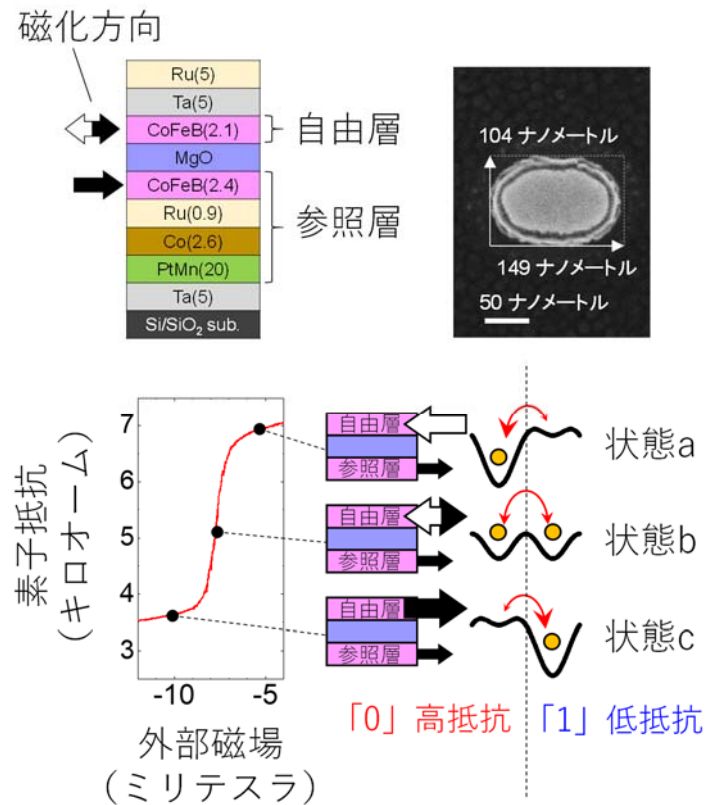 磁化方向
Ru(5)
Ta(5)
CoFeB(2.1)
自由層
MgO
CoFeB(2.4)
Ru(0.9)
参照層
Co(2.6)
PtMn(20)
Ta(5)
Si/SiO₂ sub.
104 ナノメートル
149 ナノメートル
50 ナノメートル
素子抵抗
(キロオーム)
7
6
5
4
3
-10
-5
外部磁場
(ミリテスラ)
自由層
参照層
状態a
自由層
参照層
状態b
自由層
参照層
状態c
「0」高抵抗
「1」低抵抗